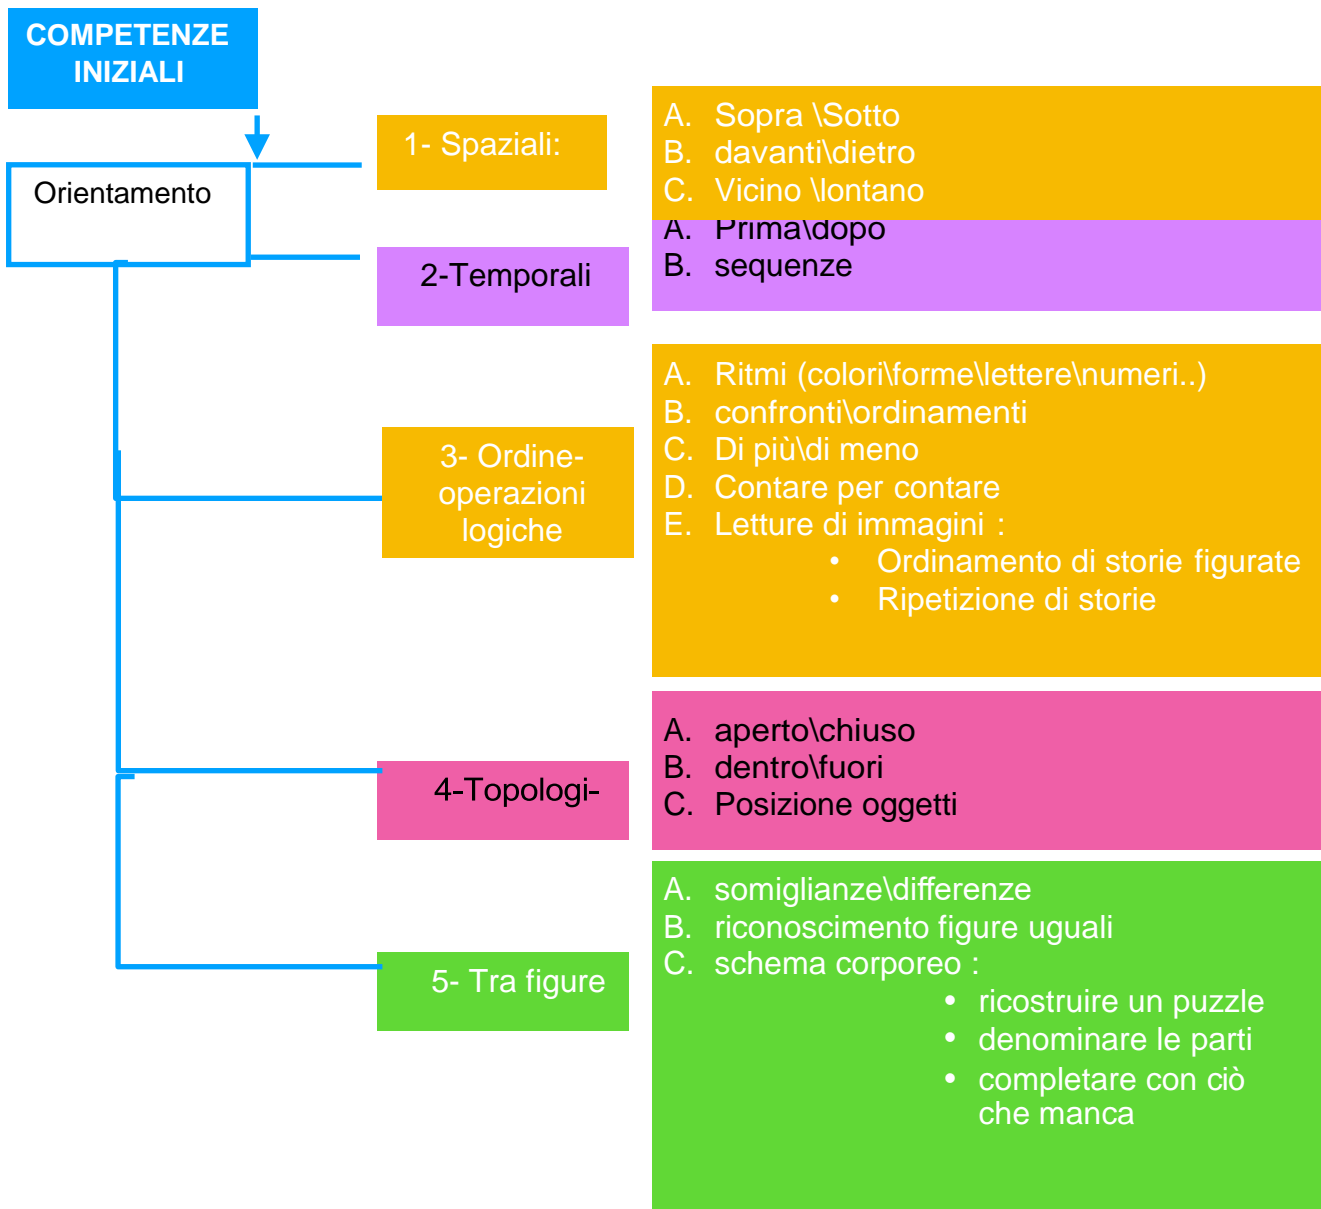 COMPETENZE
INIZIALI
Orientamento
1- Spaziali:
A. Sopra \Sotto
B. davanti\dietro
C. Vicino \lontano
2-Temporali
A. Prima\dopo
B. sequenze
3- Ordine-
operazioni
logiche
A. Ritmi (colori\forme\lettere\numeri..)
B. confronti\ordinamenti
C. Di più\di meno
D. Contare per contare
E. Letture di immagini :
• Ordinamento di storie figurate
• Ripetizione di storie
4-Topologi-
A. aperto\chiuso
B. dentro\fuori
C. Posizione oggetti
5- Tra figure
A. somiglianze\differenze
B. riconoscimento figure uguali
C. schema corporeo :
• ricostruire un puzzle
• denominare le parti
• completare con ciò
che manca